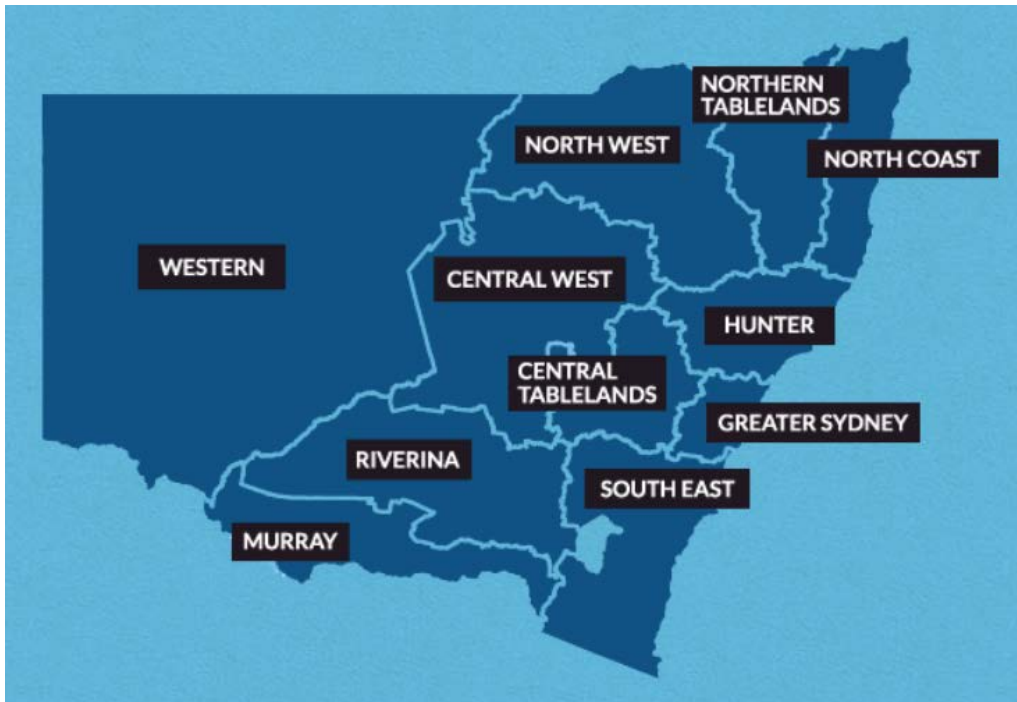 NORTHERN
TABLELANDS
NORTH WEST
NORTH COAST
WESTERN
CENTRAL WEST
HUNTER
CENTRAL
TABLELANDS
GREATER SYDNEY
RIVERINA
SOUTH EAST
MURRAY